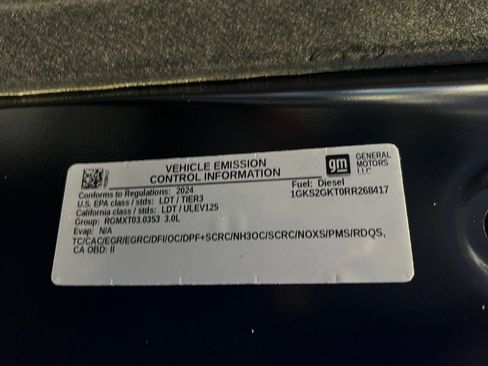 VEHICLE EMISSION
CONTROL INFORMATION
gm
GENERAL
MOTORS
LLC
Conforms to Regulations: 2024
Fuel: Diesel
U.S. EPA class / stds: LDT / TIER3
1GKS2GKT0RR268417
California class / stds: LDT / ULEV125
Group: RGMXT03.0353 3.0L
Evap: N/A
TC/CAC/EGR/EGRC/DFI/OC/DPF+SCRC/NH3OC/SCRC/NOXS/PMS/RDQS,
CA OBD: II